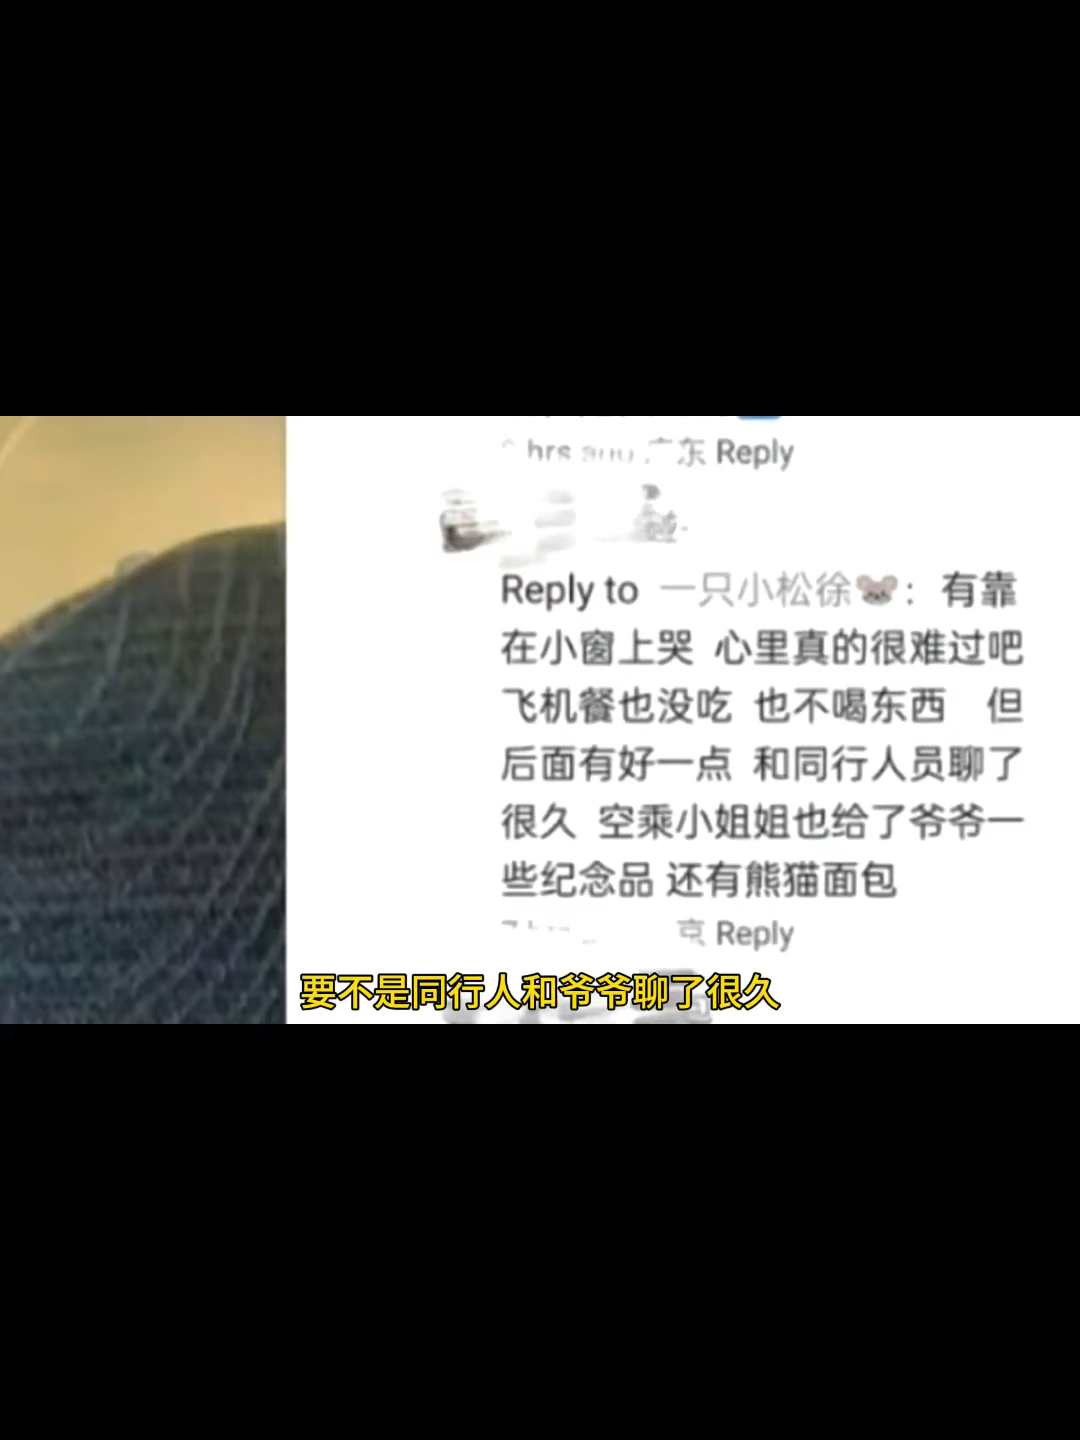 hrs ago 广东 Reply
Reply to 一只小松徐🐭： 有靠
在小窗上哭 心里真的很难过吧
飞机餐也没吃 也不喝东西 但
后面有好一点 和同行人员聊了
很久 空乘小姐姐也给了爷爷一
些纪念品 还有熊猫面包
京 Reply
要不是同行人和爷爷聊了很久